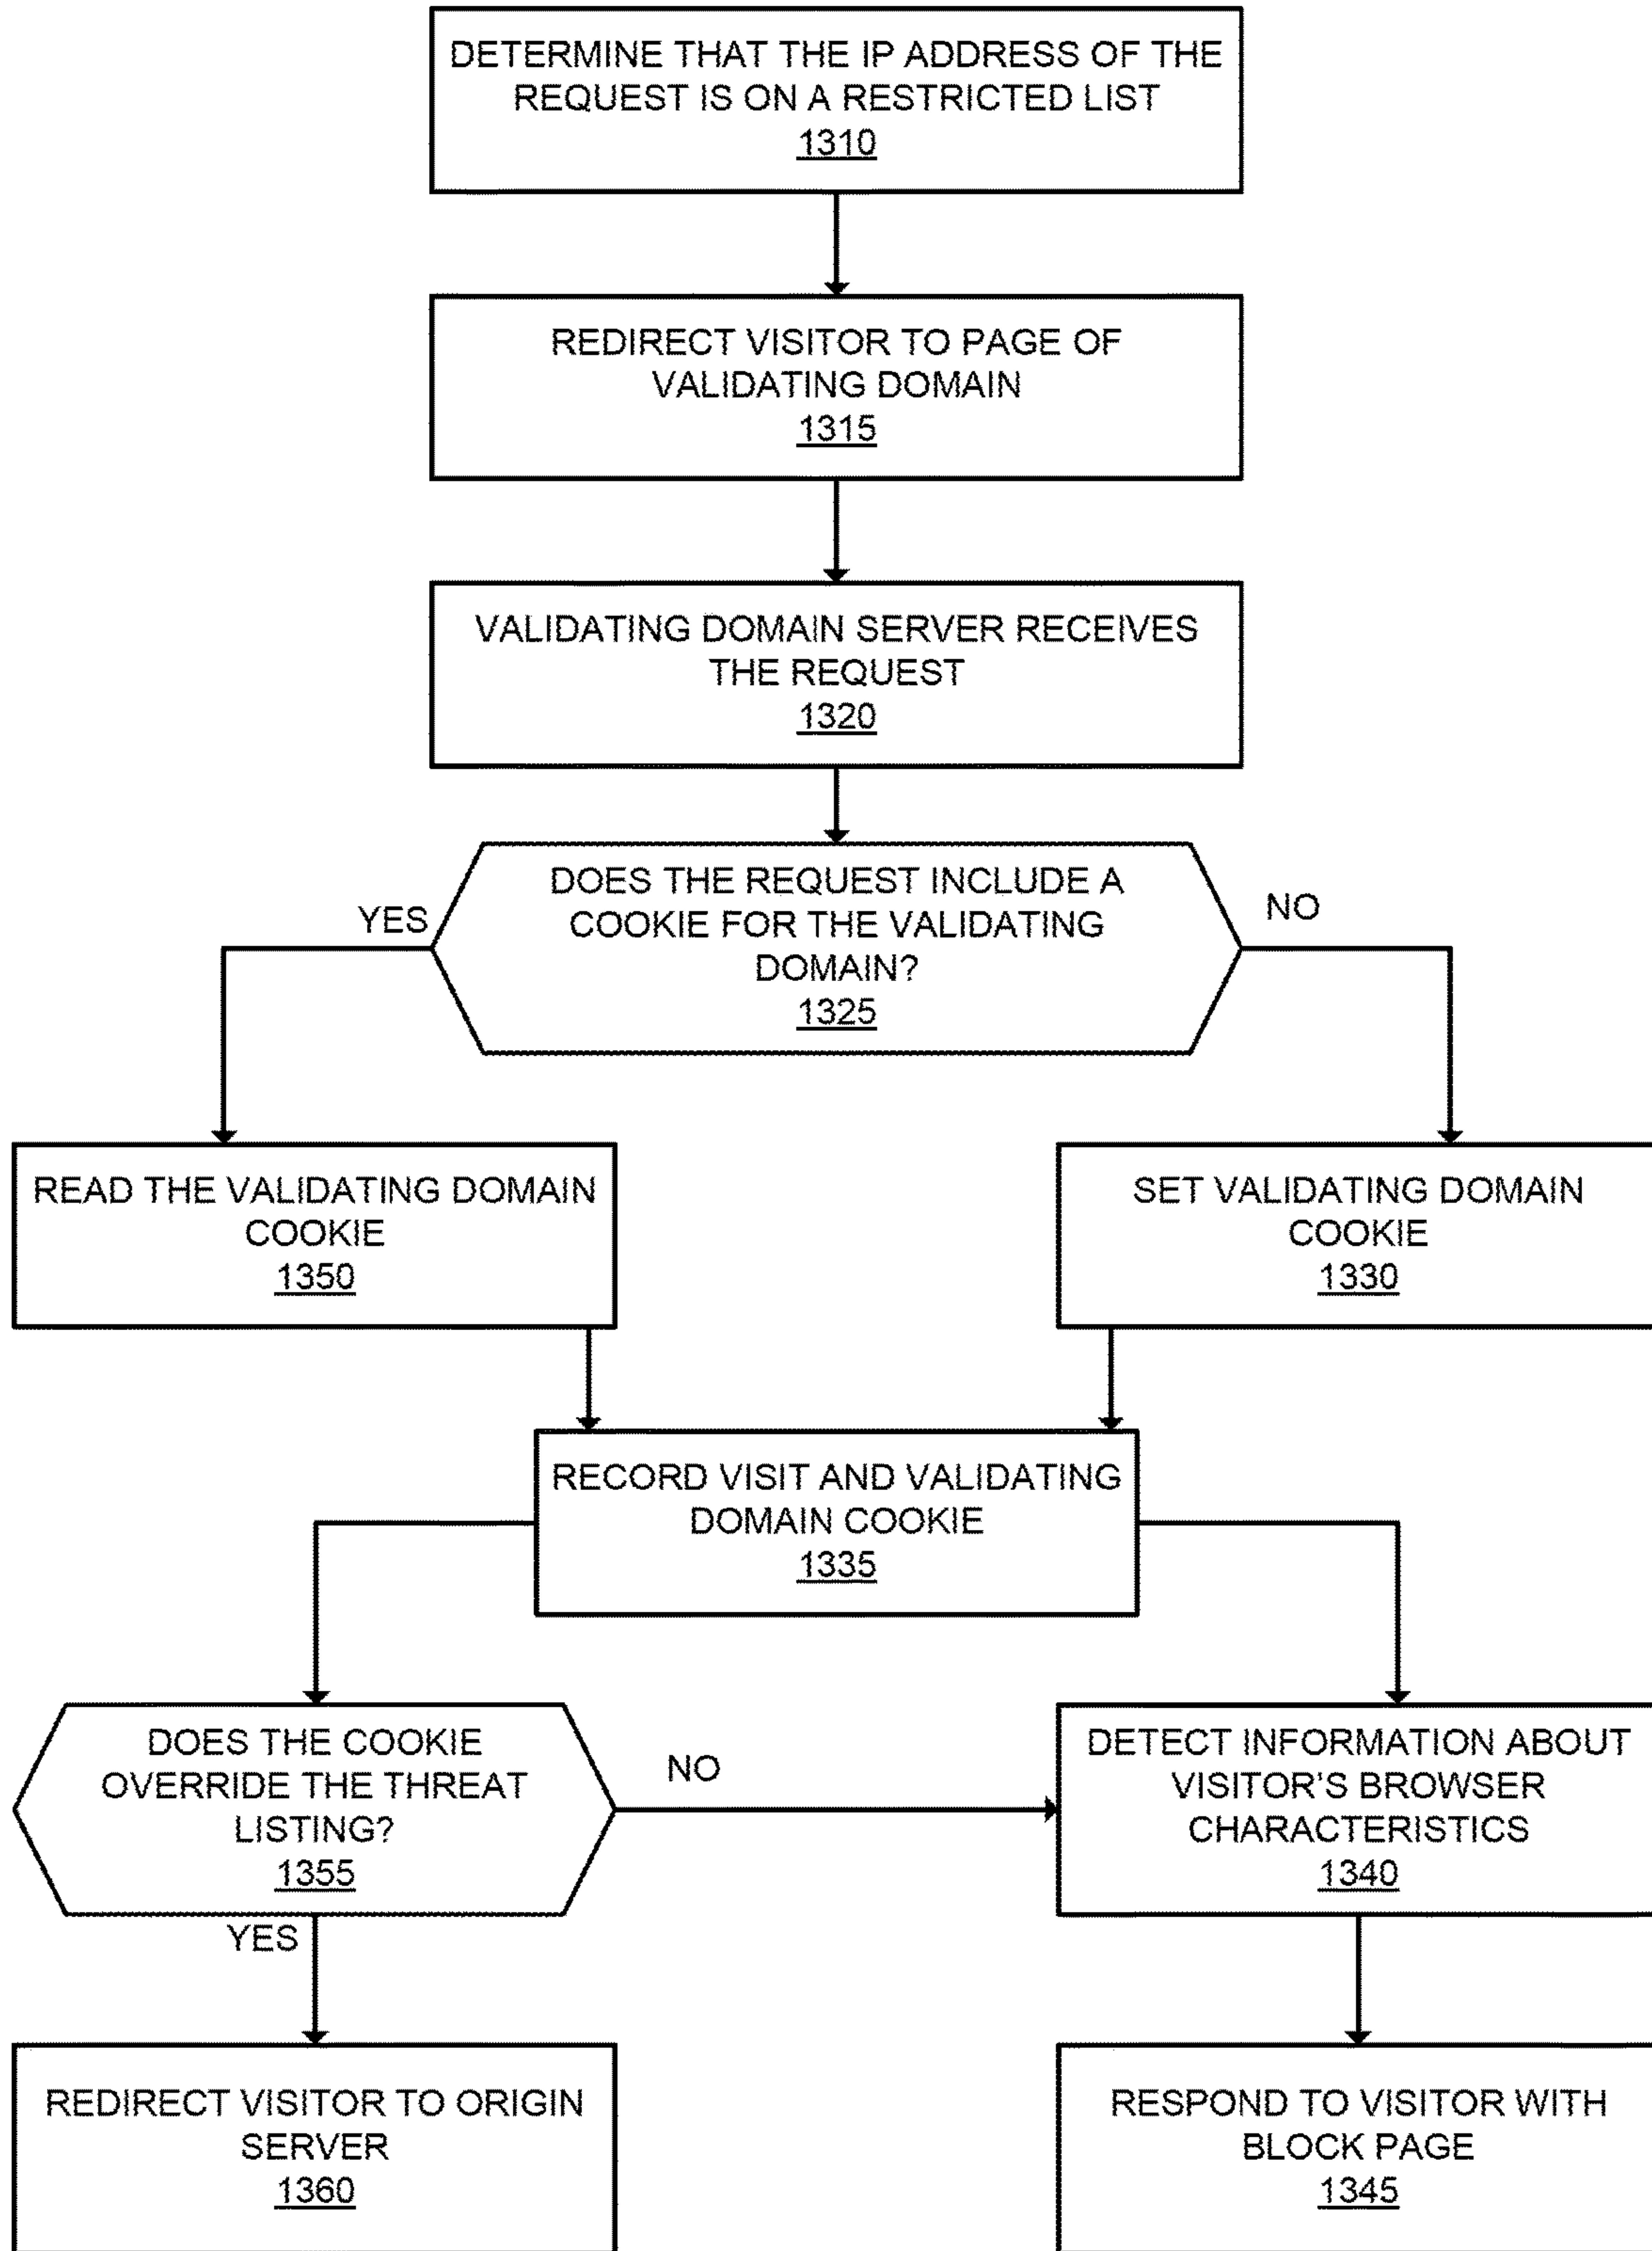 DETERMINE THAT THE IP ADDRESS OF THE
REQUEST IS ON A RESTRICTED LIST
1310
REDIRECT VISITOR TO PAGE OF
VALIDATING DOMAIN
1315
VALIDATING DOMAIN SERVER RECEIVES
THE REQUEST
1320
DOES THE REQUEST INCLUDE A
COOKIE FOR THE VALIDATING
DOMAIN?
1325
YES
NO
READ THE VALIDATING DOMAIN
COOKIE
1350
SET VALIDATING DOMAIN
COOKIE
1330
RECORD VISIT AND VALIDATING
DOMAIN COOKIE
1335
DOES THE COOKIE
OVERRIDE THE THREAT
LISTING?
1355
NO
YES
DETECT INFORMATION ABOUT
VISITOR'S BROWSER
CHARACTERISTICS
1340
REDIRECT VISITOR TO ORIGIN
SERVER
1360
RESPOND TO VISITOR WITH
BLOCK PAGE
1345